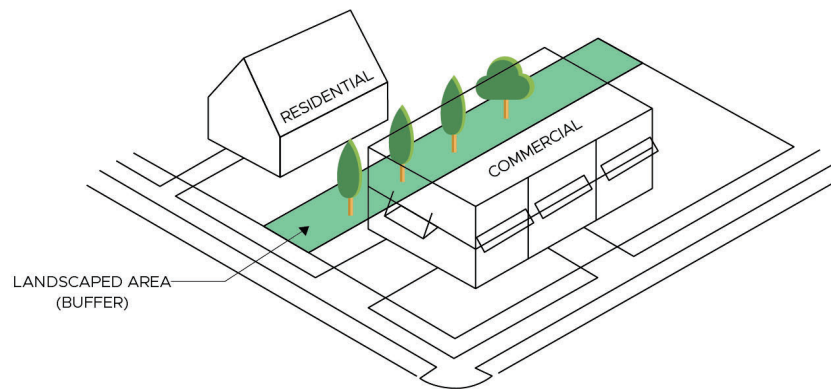 RESIDENTIAL
COMMERCIAL
LANDSCAPED AREA
(BUFFER)